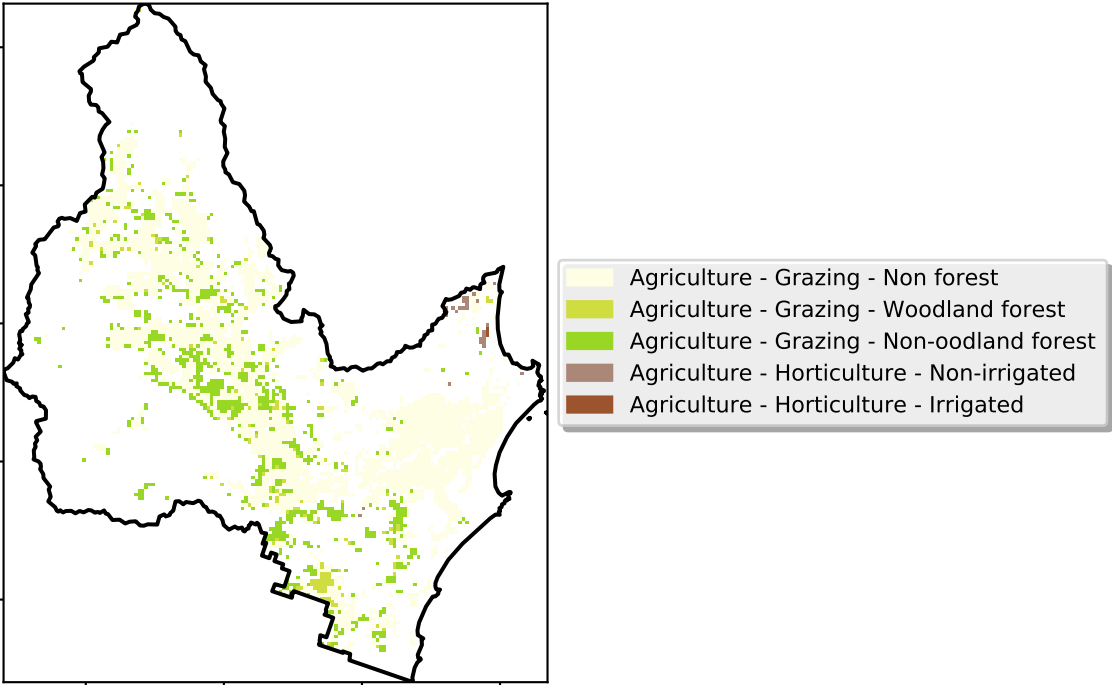 Agriculture - Grazing - Non forest
Agriculture - Grazing - Woodland forest
Agriculture - Grazing - Non-oodland forest
Agriculture - Horticulture - Non-irrigated
Agriculture - Horticulture - Irrigated